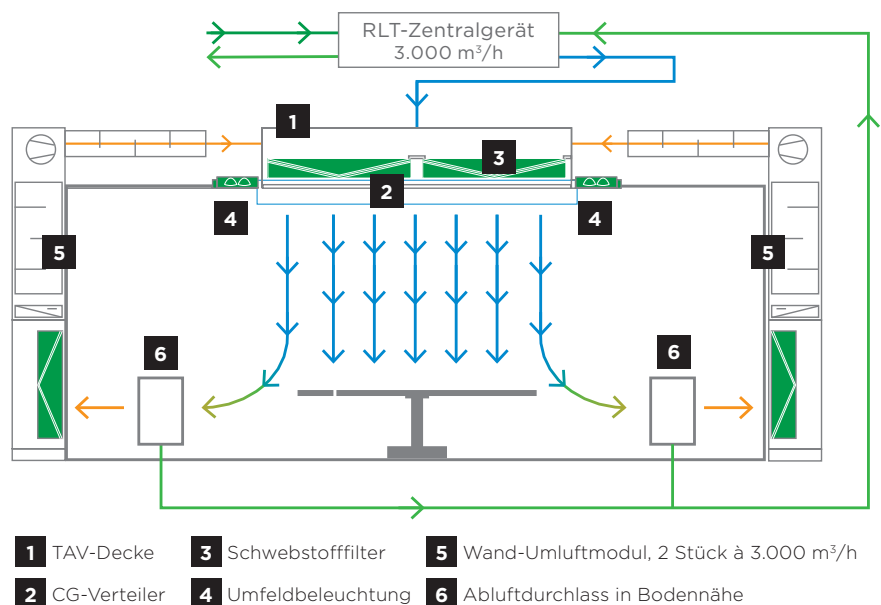 RLT-Zentralgerät
3.000 m³/h
1
3
2
4
4
5
5
6
6
1 TAV-Decke
3 Schwebstofffilter
5 Wand-Umluftmodul, 2 Stück à 3.000 m³/h
2 CG-Verteiler
4 Umfeldbeleuchtung
6 Abluftdurchlass in Bodennähe